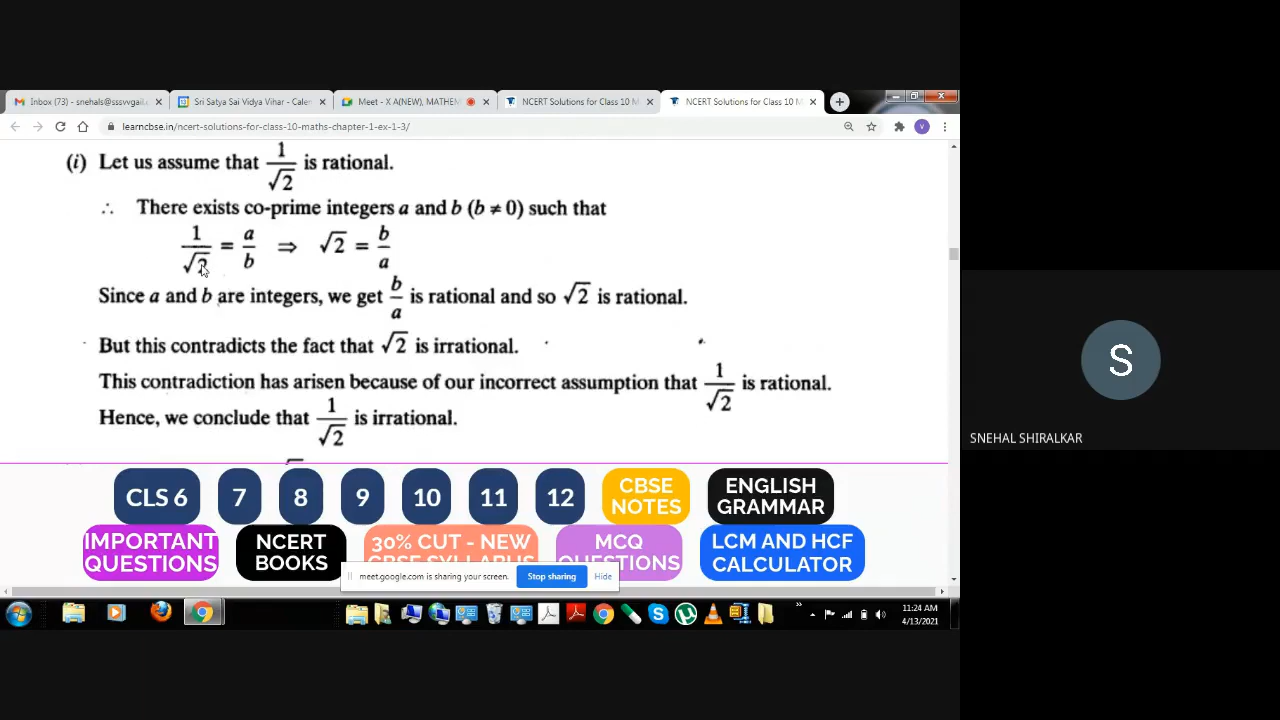 Inbox (73) - snehals@sssvvgail.c
Sri Satya Sai Vidya Vihar - Cale
Meet - X A(NEW), MATHEM
NCERT Solutions for Class 10 M
NCERT Solutions for Class 10 M
learncbse.in/ncert-solutions-for-class-10-maths-chapter-1-ex-1-3/
V
(i) Let us assume that 1/√2 is rational.
∴ There exists co-prime integers a and b (b ≠ 0) such that
1/√2 = a/b ⇒ √2 = b/a
Since a and b are integers, we get b/a is rational and so √2 is rational.
But this contradicts the fact that √2 is irrational.
This contradiction has arisen because of our incorrect assumption that 1/√2 is rational.
Hence, we conclude that 1/√2 is irrational.
CLS 6 7 8 9 10 11 12 CBSE NOTES ENGLISH GRAMMAR
IMPORTANT QUESTIONS NCERT BOOKS 30% CUT - NEW CBSE SYLLABUS MCQ QUESTIONS LCM AND HCF CALCULATOR
meet.google.com is sharing your screen. Stop sharing Hide
11:24 AM
4/13/2021
S
SNEHAL SHIRALKAR